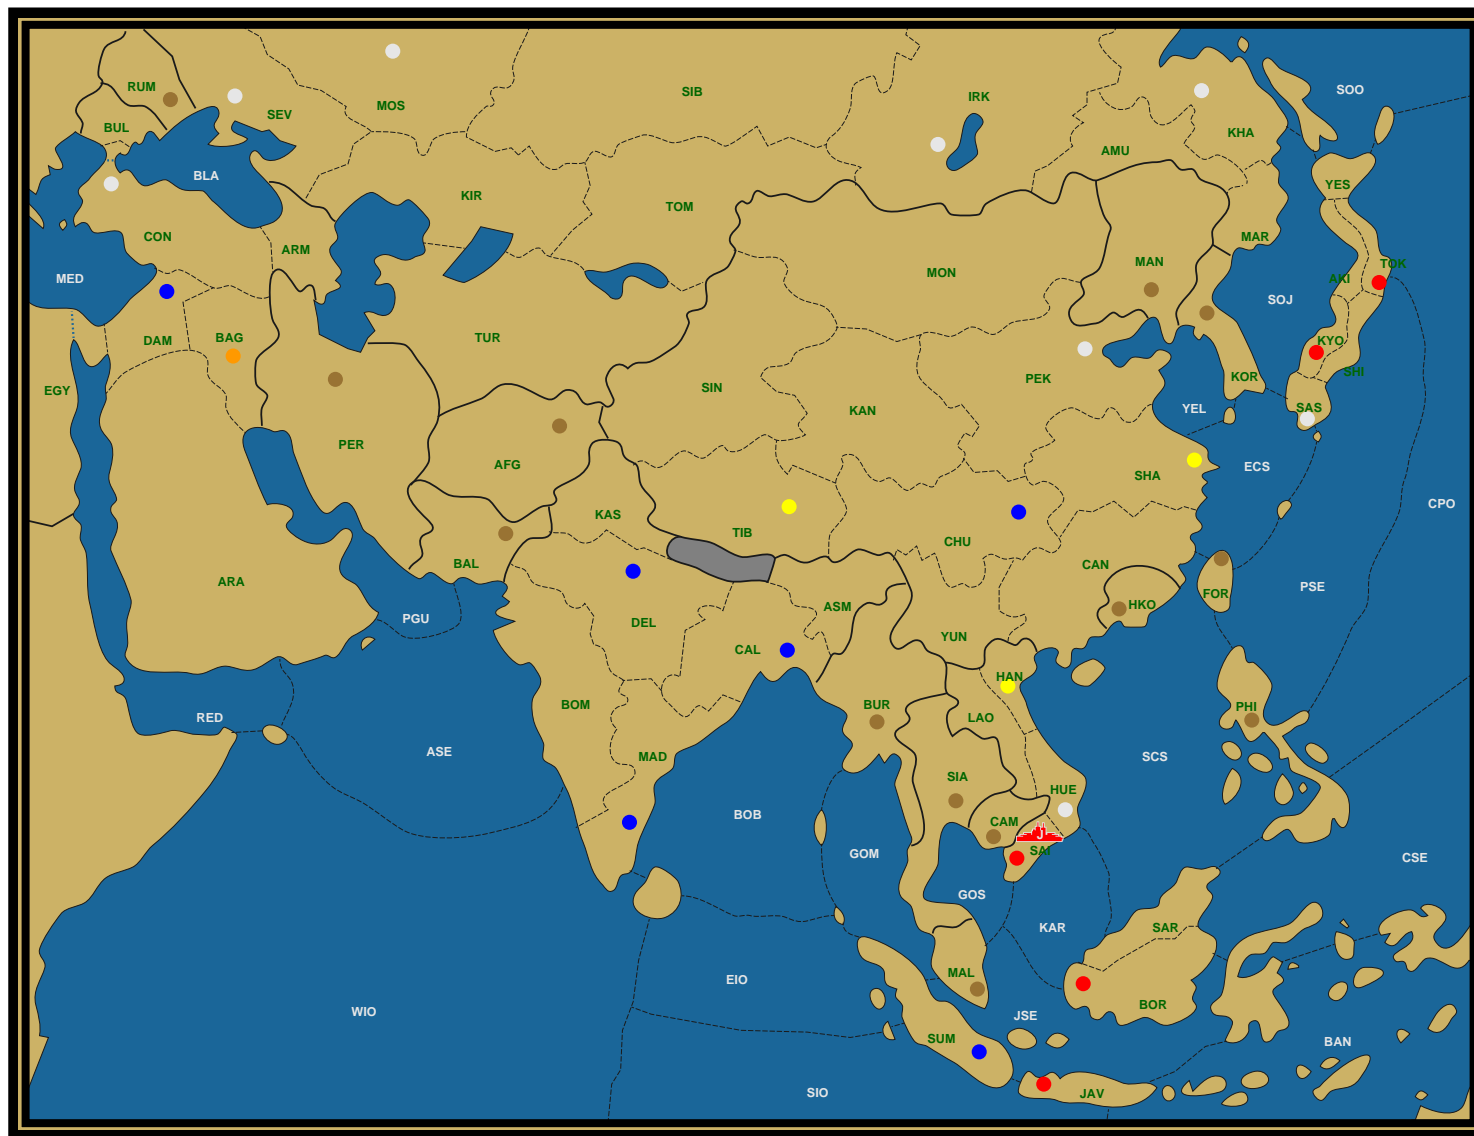 SOO
RUM
SIB
IRK
MOS
SEV
BUL
KHA
AMU
BLA
YES
KIR
TOM
CON
MAR
ARM
TOK
MAN
MON
MED
AKI
SOJ
BAG
TUR
DAM
KYO
SHI
KOR
PEK
SIN
EGY
SAS
YEL
KAN
PER
AFG
ECS
SHA
CPO
KAS
TIB
CHU
BAL
CAN
ARA
PSE
FOR
HKO
ASM
PGU
DEL
YUN
CAL
HAN
BOM
BUR
PHI
RED
LAO
ASE
MAD
SCS
SIA
HUE
BOB
CAM
J
SAI
GOM
CSE
GOS
KAR
SAR
MAL
EIO
BOR
WIO
JSE
SUM
BAN
SIO
JAV